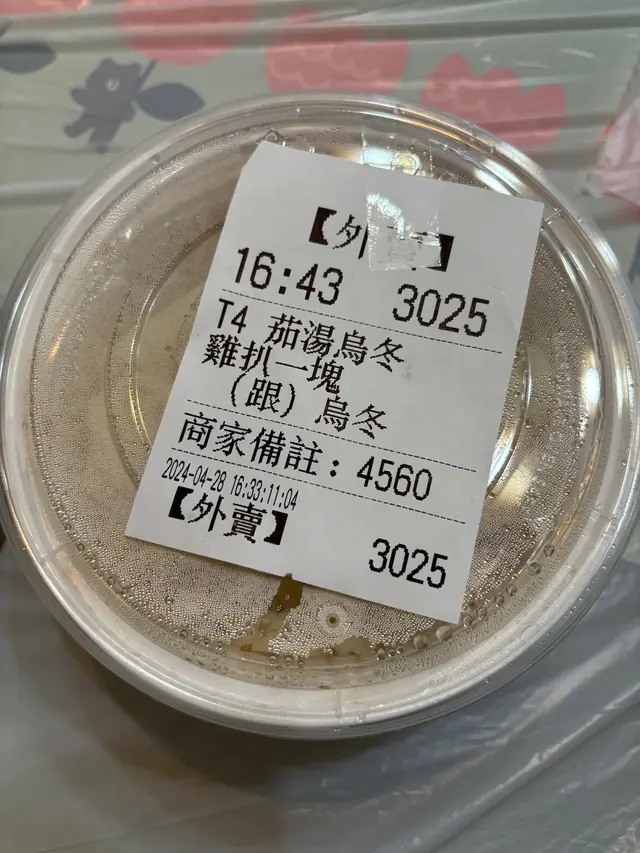 【外
16:43 3025
T4 茄湯烏冬
雞扒一塊
(跟) 烏冬
商家備註: 4560
2024-04-28 16:33:11:04
【外賣】
3025